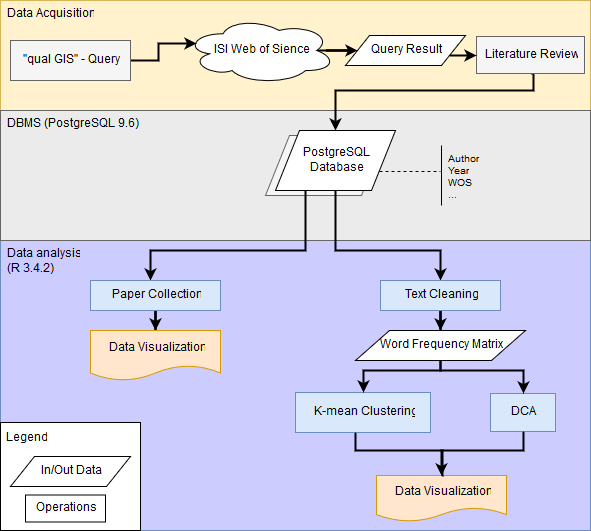 Data Acquisition
"qual GIS" - Query
ISI Web of Sience
Query Result
Literature Review
DBMS (PostgreSQL 9.6)
PostgreSQL
Database
Author
Year
WOS
...
Data analysis
(R 3.4.2)
Paper Collection
Text Cleaning
Data Visualization
Word Frequency Matrix
K-mean Clustering
DCA
Data Visualization
Legend
In/Out Data
Operations